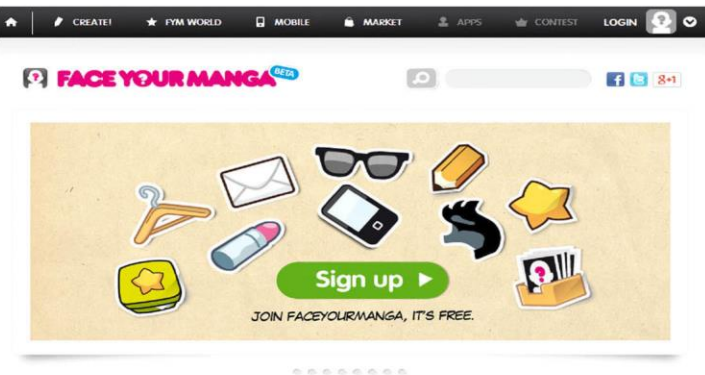 CREATE! FYM WORLD MOBILE MARKET APPS CONTEST LOGIN
FACE YOUR MANGA BETA
f t g+1
Sign up
JOIN FACEYOURMANGA, IT'S FREE.